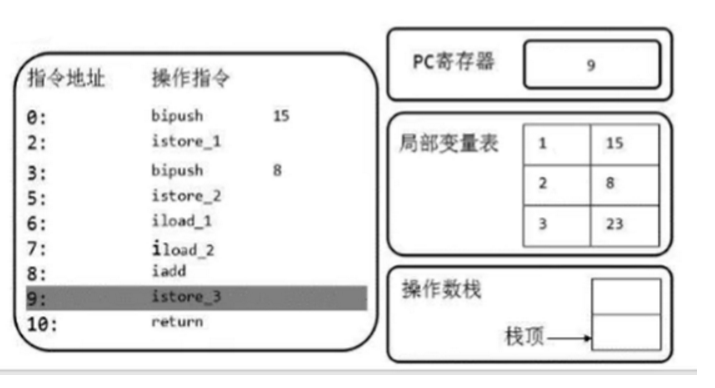 指令地址 操作指令
0: bipush 15
2: istore_1
3: bipush 8
5: istore_2
6: iload_1
7: iload_2
8: iadd
9: istore_3
10: return
PC寄存器 9
局部变量表
1 15
2 8
3 23
操作数栈
栈顶